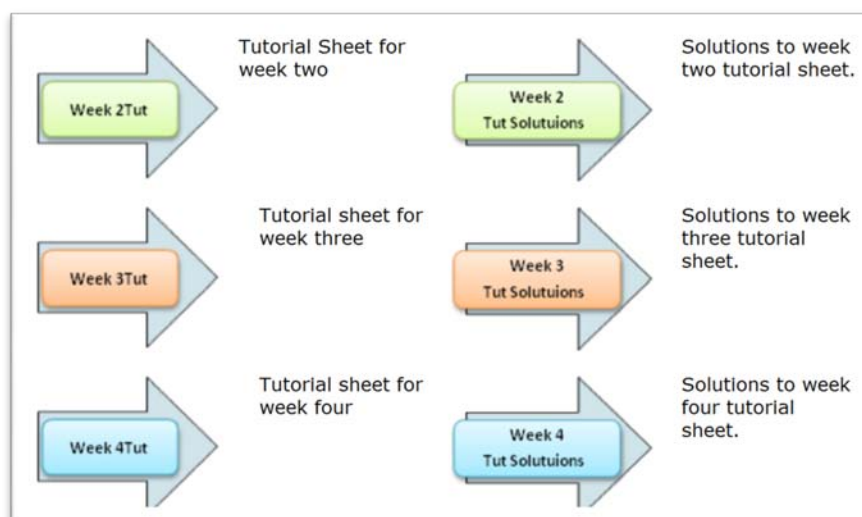 Tutorial Sheet for
week two
Week 2Tut
Solutions to week
two tutorial sheet.
Week 2
Tut Solutuions
Tutorial sheet for
week three
Week 3Tut
Solutions to week
three tutorial
sheet.
Week 3
Tut Solutuions
Tutorial sheet for
week four
Week 4Tut
Solutions to week
four tutorial
sheet.
Week 4
Tut Solutuions